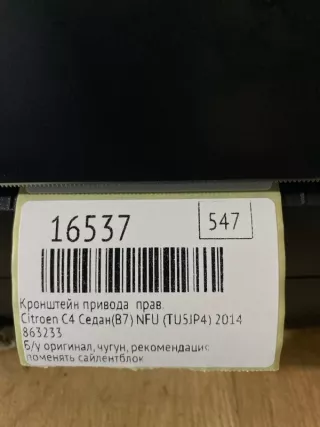 16537
547
Кронштейн привода прав.
Citroen C4 Седан(B7) NFU (TU5JP4) 2014
863233
Б/у оригинал, чугун, рекомендация
поменять сайлентблок